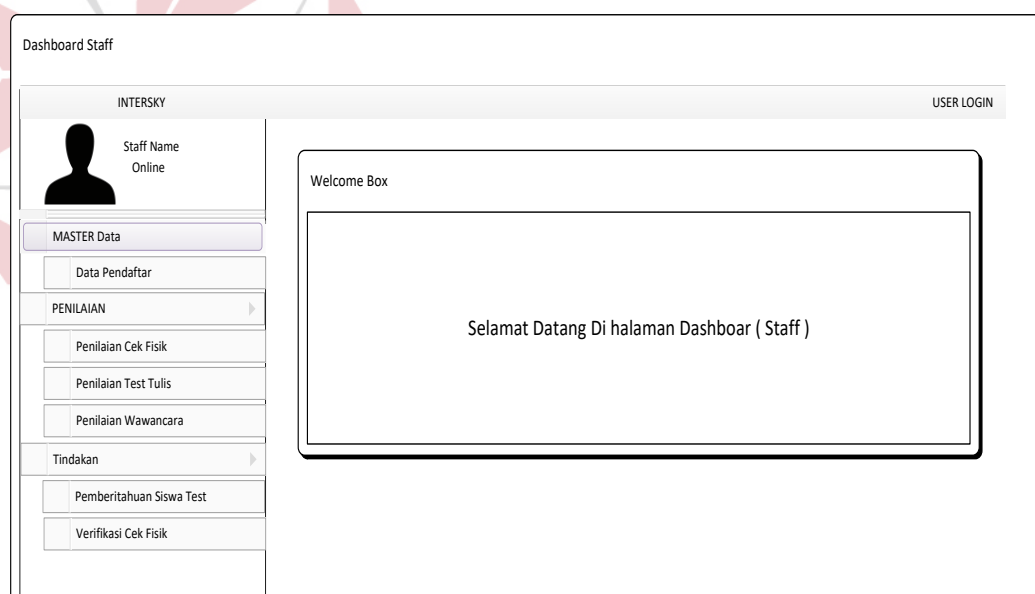 Dashboard Staff
INTERSKY
USER LOGIN
Staff Name
Online
MASTER Data
Data Pendaftar
PENILAIAN
Penilaian Cek Fisik
Penilaian Test Tulis
Penilaian Wawancara
Tindakan
Pemberitahuan Siswa Test
Verifikasi Cek Fisik
Welcome Box
Selamat Datang Di halaman Dashboar ( Staff )